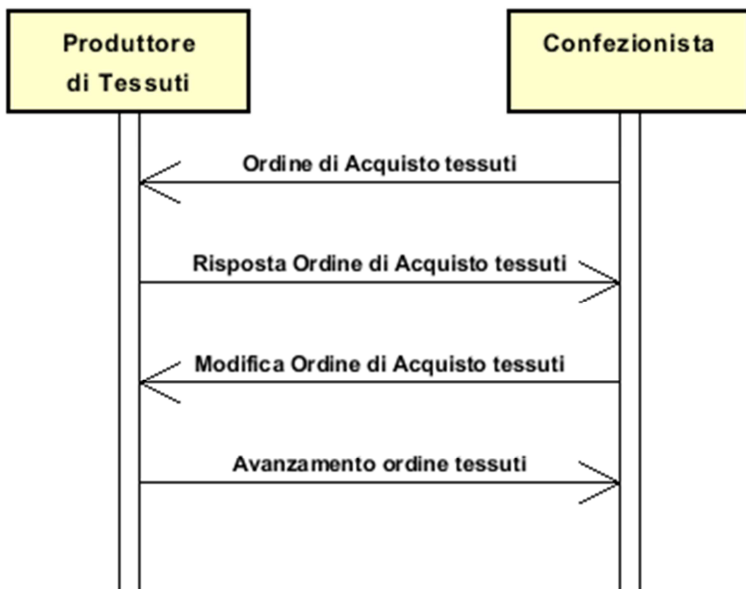 Produttore
di Tessuti
Confezionista
Ordine di Acquisto tessuti
Risposta Ordine di Acquisto tessuti
Modifica Ordine di Acquisto tessuti
Avanzamento ordine tessuti